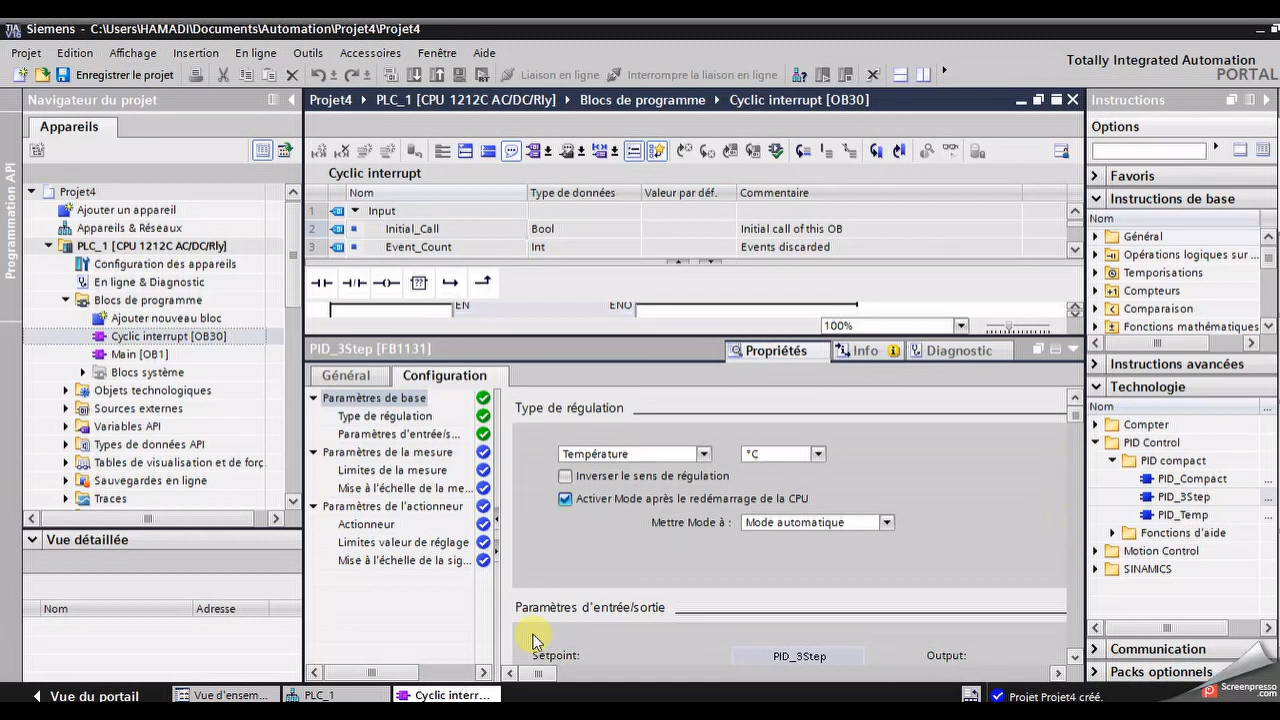 TIA
V16
Siemens - C:\Users\HAMADI\Documents\Automation\Projet4\Projet4
Projet Edition Affichage Insertion En ligne Outils Accessoires Fenêtre Aide
Totally Integrated Automation
PORTAL
Enregistrer le projet
Liaison en ligne
Interrompre la liaison en ligne
Navigateur du projet
Projet4 PLC_1 [CPU 1212C AC/DC/Rly] Blocs de programme Cyclic interrupt [OB30]
Instructions
Appareils
Options
Programmation API
Cyclic interrupt
Favoris
Instructions de base
Nom Type de données Valeur par déf. Commentaire
1 Input
2 Initial_Call Bool Initial call of this OB
3 Event_Count Int Events discarded
Projet4
Ajouter un appareil
Appareils & Réseaux
PLC_1 [CPU 1212C AC/DC/Rly]
Configuration des appareils
En ligne & Diagnostic
Blocs de programme
Ajouter nouveau bloc
Cyclic interrupt [OB30]
Main [OB1]
Blocs système
Objets technologiques
Sources externes
Variables API
Types de données API
Tables de visualisation et de forç.
Sauvegardes en ligne
Traces
Vue détaillée
Nom Adresse
??
EN ENO
100%
PID_3Step [FB1131]
Propriétés Info Diagnostic
Général Configuration
Paramètres de base
Type de régulation
Paramètres d'entrée/s...
Paramètres de la mesure
Limites de la mesure
Mise à l'échelle de la me...
Paramètres de l'actionneur
Actionneur
Limites valeur de réglage
Mise à l'échelle de la sig...
Type de régulation
Température °C
Inverser le sens de régulation
Activer Mode après le redémarrage de la CPU
Mettre Mode à : Mode automatique
Paramètres d'entrée/sortie
Setpoint: PID_3Step Output:
Nom
Général
Opérations logiques sur ...
Temporisations
Compteurs
Comparaison
Fonctions mathématiques
Instructions avancées
Technologie
Nom ...
Compter
PID Control
PID compact
PID_Compact ...
PID_3Step ...
PID_Temp ...
Fonctions d'aide
Motion Control
SINAMICS
Communication
Packs optionnels
Vue du portail Vue d'ensem... PLC_1 Cyclic interr...
Projet Projet4 créé.
Screenpresso
.com